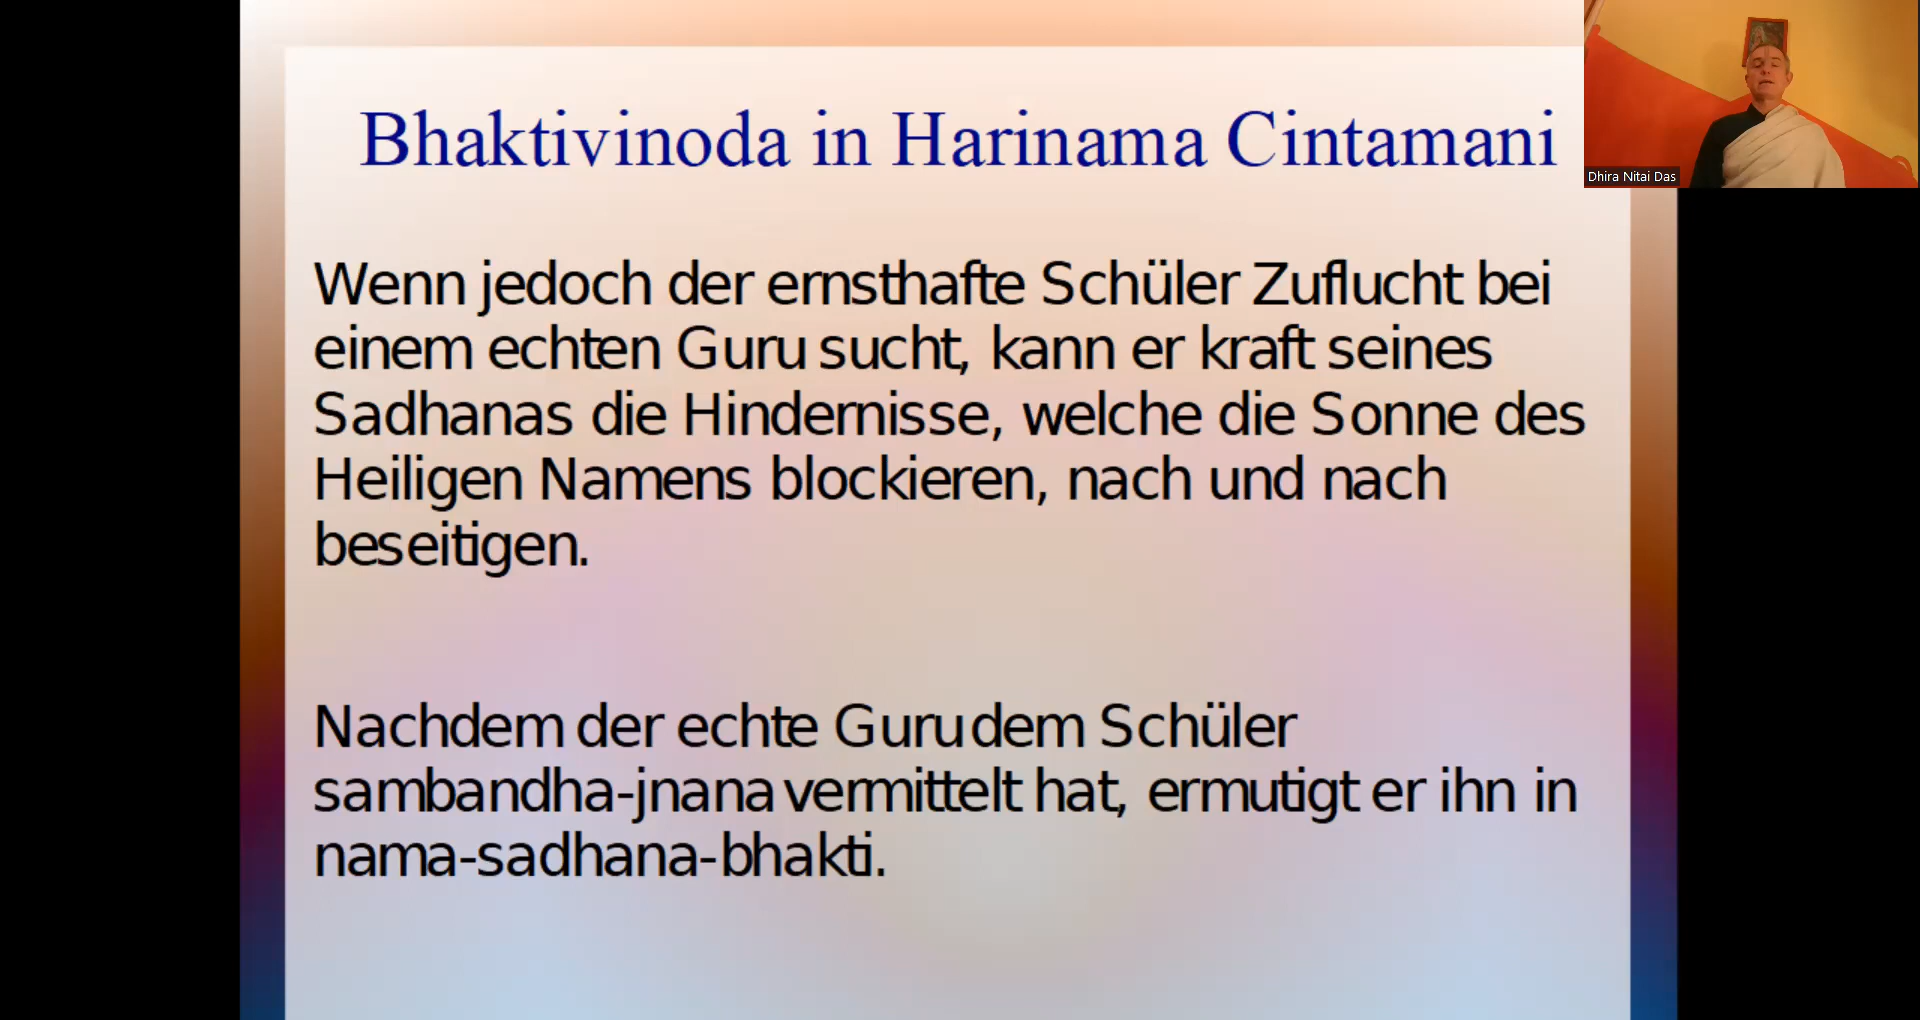 Bhaktivinoda in Harinama Cintamani
Dhira Nitai Das
Wenn jedoch der ernsthafte Schüler Zuflucht bei
einem echten Guru sucht, kann er kraft seines
Sadhanas die Hindernisse, welche die Sonne des
Heiligen Namens blockieren, nach und nach
beseitigen.
Nachdem der echte Guru dem Schüler
sambandha-jnana vermittelt hat, ermutigt er ihn in
nama-sadhana-bhakti.